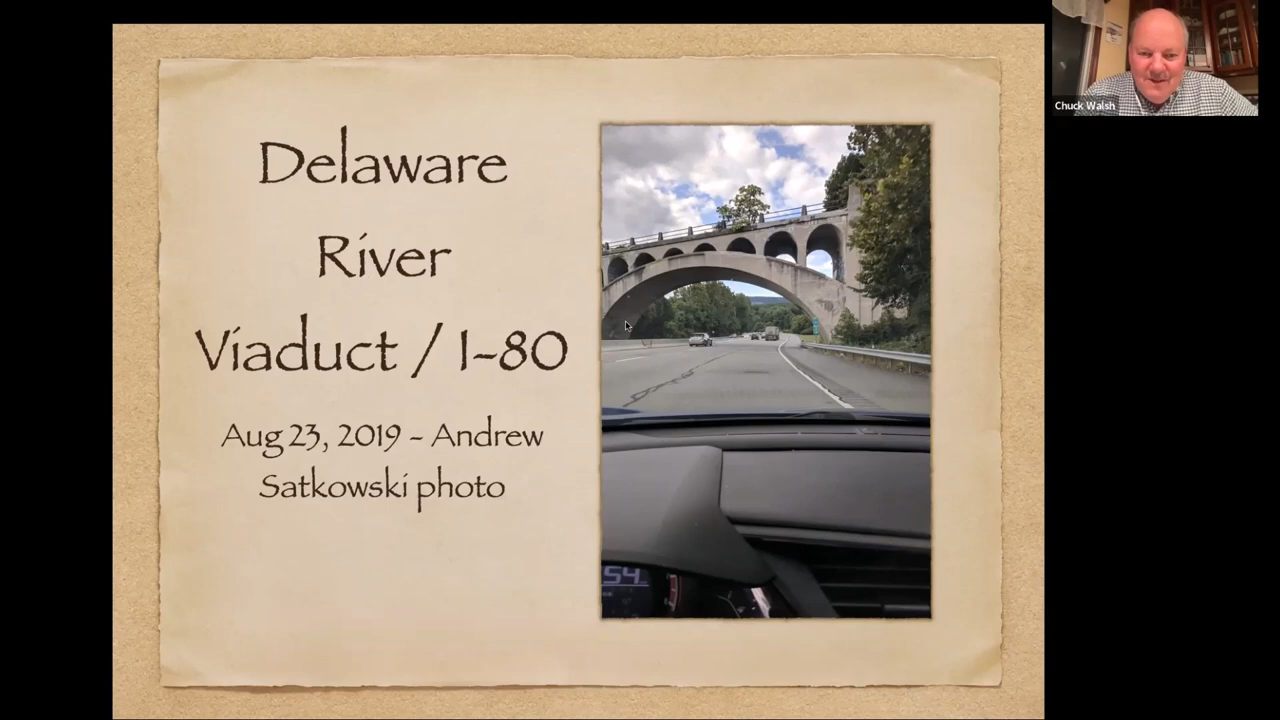 Delaware
River
Viaduct / I-80
Aug 23, 2019 - Andrew
Satkowski photo
54
Chuck Walsh